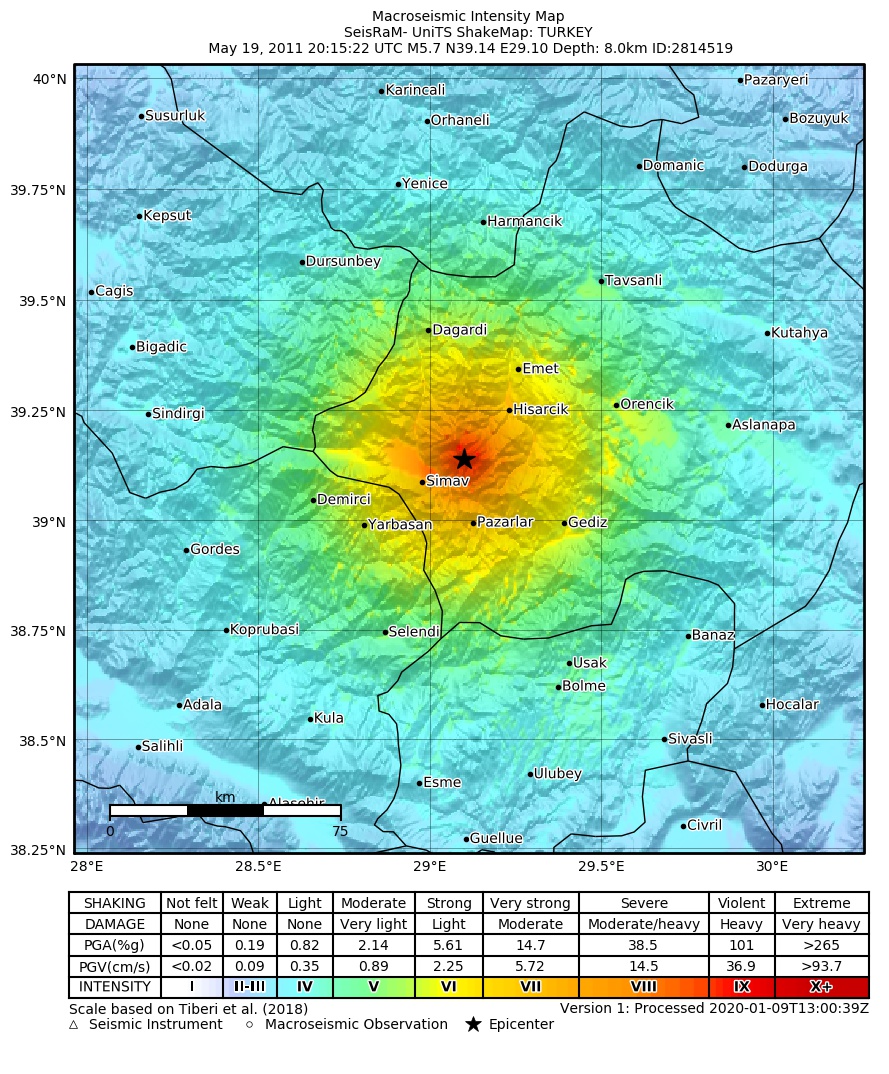 Macroseismic Intensity Map
SeisRaM- UniTS ShakeMap: TURKEY
May 19, 2011 20:15:22 UTC M5.7 N39.14 E29.10 Depth: 8.0km ID:2814519
40°N
Karincali
Pazaryeri
Susurluk
Orhaneli
Bozuyuk
Domanic
Dodurga
39.75°N
Yenice
Kepsut
Harmancik
Dursunbey
Tavsanli
39.5°N
Cagis
Dagardi
Kutahya
Bigadic
Emet
39.25°N
Sindirgi
Hisarcik
Orencik
Aslanapa
Simav
Demirci
39°N
Yarbasan
Pazarlar
Gediz
Gordes
38.75°N
Koprubasi
Selendi
Banaz
Usak
Bolme
Adala
Kula
Hocalar
38.5°N
Salihli
Sivasli
Esme
Ulubey
km
Alasehir
0
75
Guellue
Civril
38.25°N
28°E 28.5°E 29°E 29.5°E 30°E
SHAKING Not felt Weak Light Moderate Strong Very strong Severe Violent Extreme
DAMAGE None None None Very light Light Moderate Moderate/heavy Heavy Very heavy
PGA(%g) <0.05 0.19 0.82 2.14 5.61 14.7 38.5 101 >265
PGV(cm/s) <0.02 0.09 0.35 0.89 2.25 5.72 14.5 36.9 >93.7
INTENSITY I II-III IV V VI VII VIII IX X+
Scale based on Tiberi et al. (2018) Version 1: Processed 2020-01-09T13:00:39Z
Seismic Instrument Macroseismic Observation Epicenter